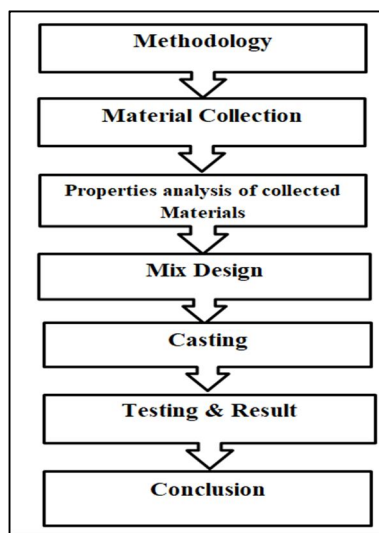 Methodology
Material Collection
Properties analysis of collected
Materials
Mix Design
Casting
Testing & Result
Conclusion